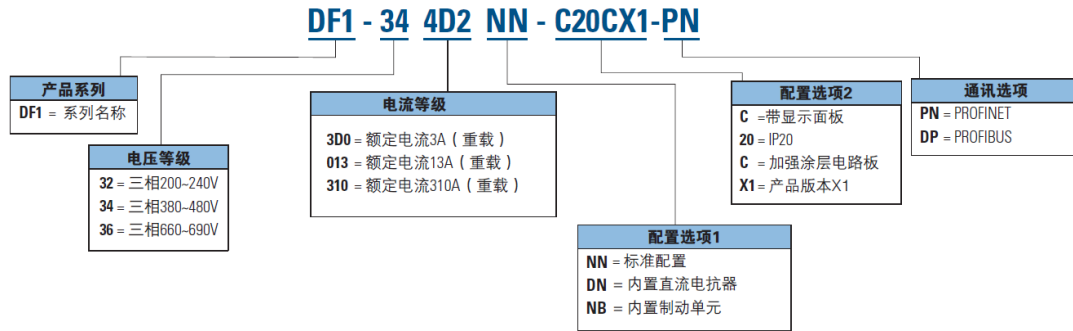 DF1 - 34 4D2 NN - C20CX1-PN
产品系列
DF1 = 系列名称
电压等级
32 = 三相200~240V
34 = 三相380~480V
36 = 三相660~690V
电流等级
3D0 = 额定电流3A（重载）
013 = 额定电流13A（重载）
310 = 额定电流310A（重载）
配置选项1
NN = 标准配置
DN = 内置直流电抗器
NB = 内置制动单元
配置选项2
C =带显示面板
20 = IP20
C = 加强涂层电路板
X1= 产品版本X1
通讯选项
PN = PROFINET
DP = PROFIBUS